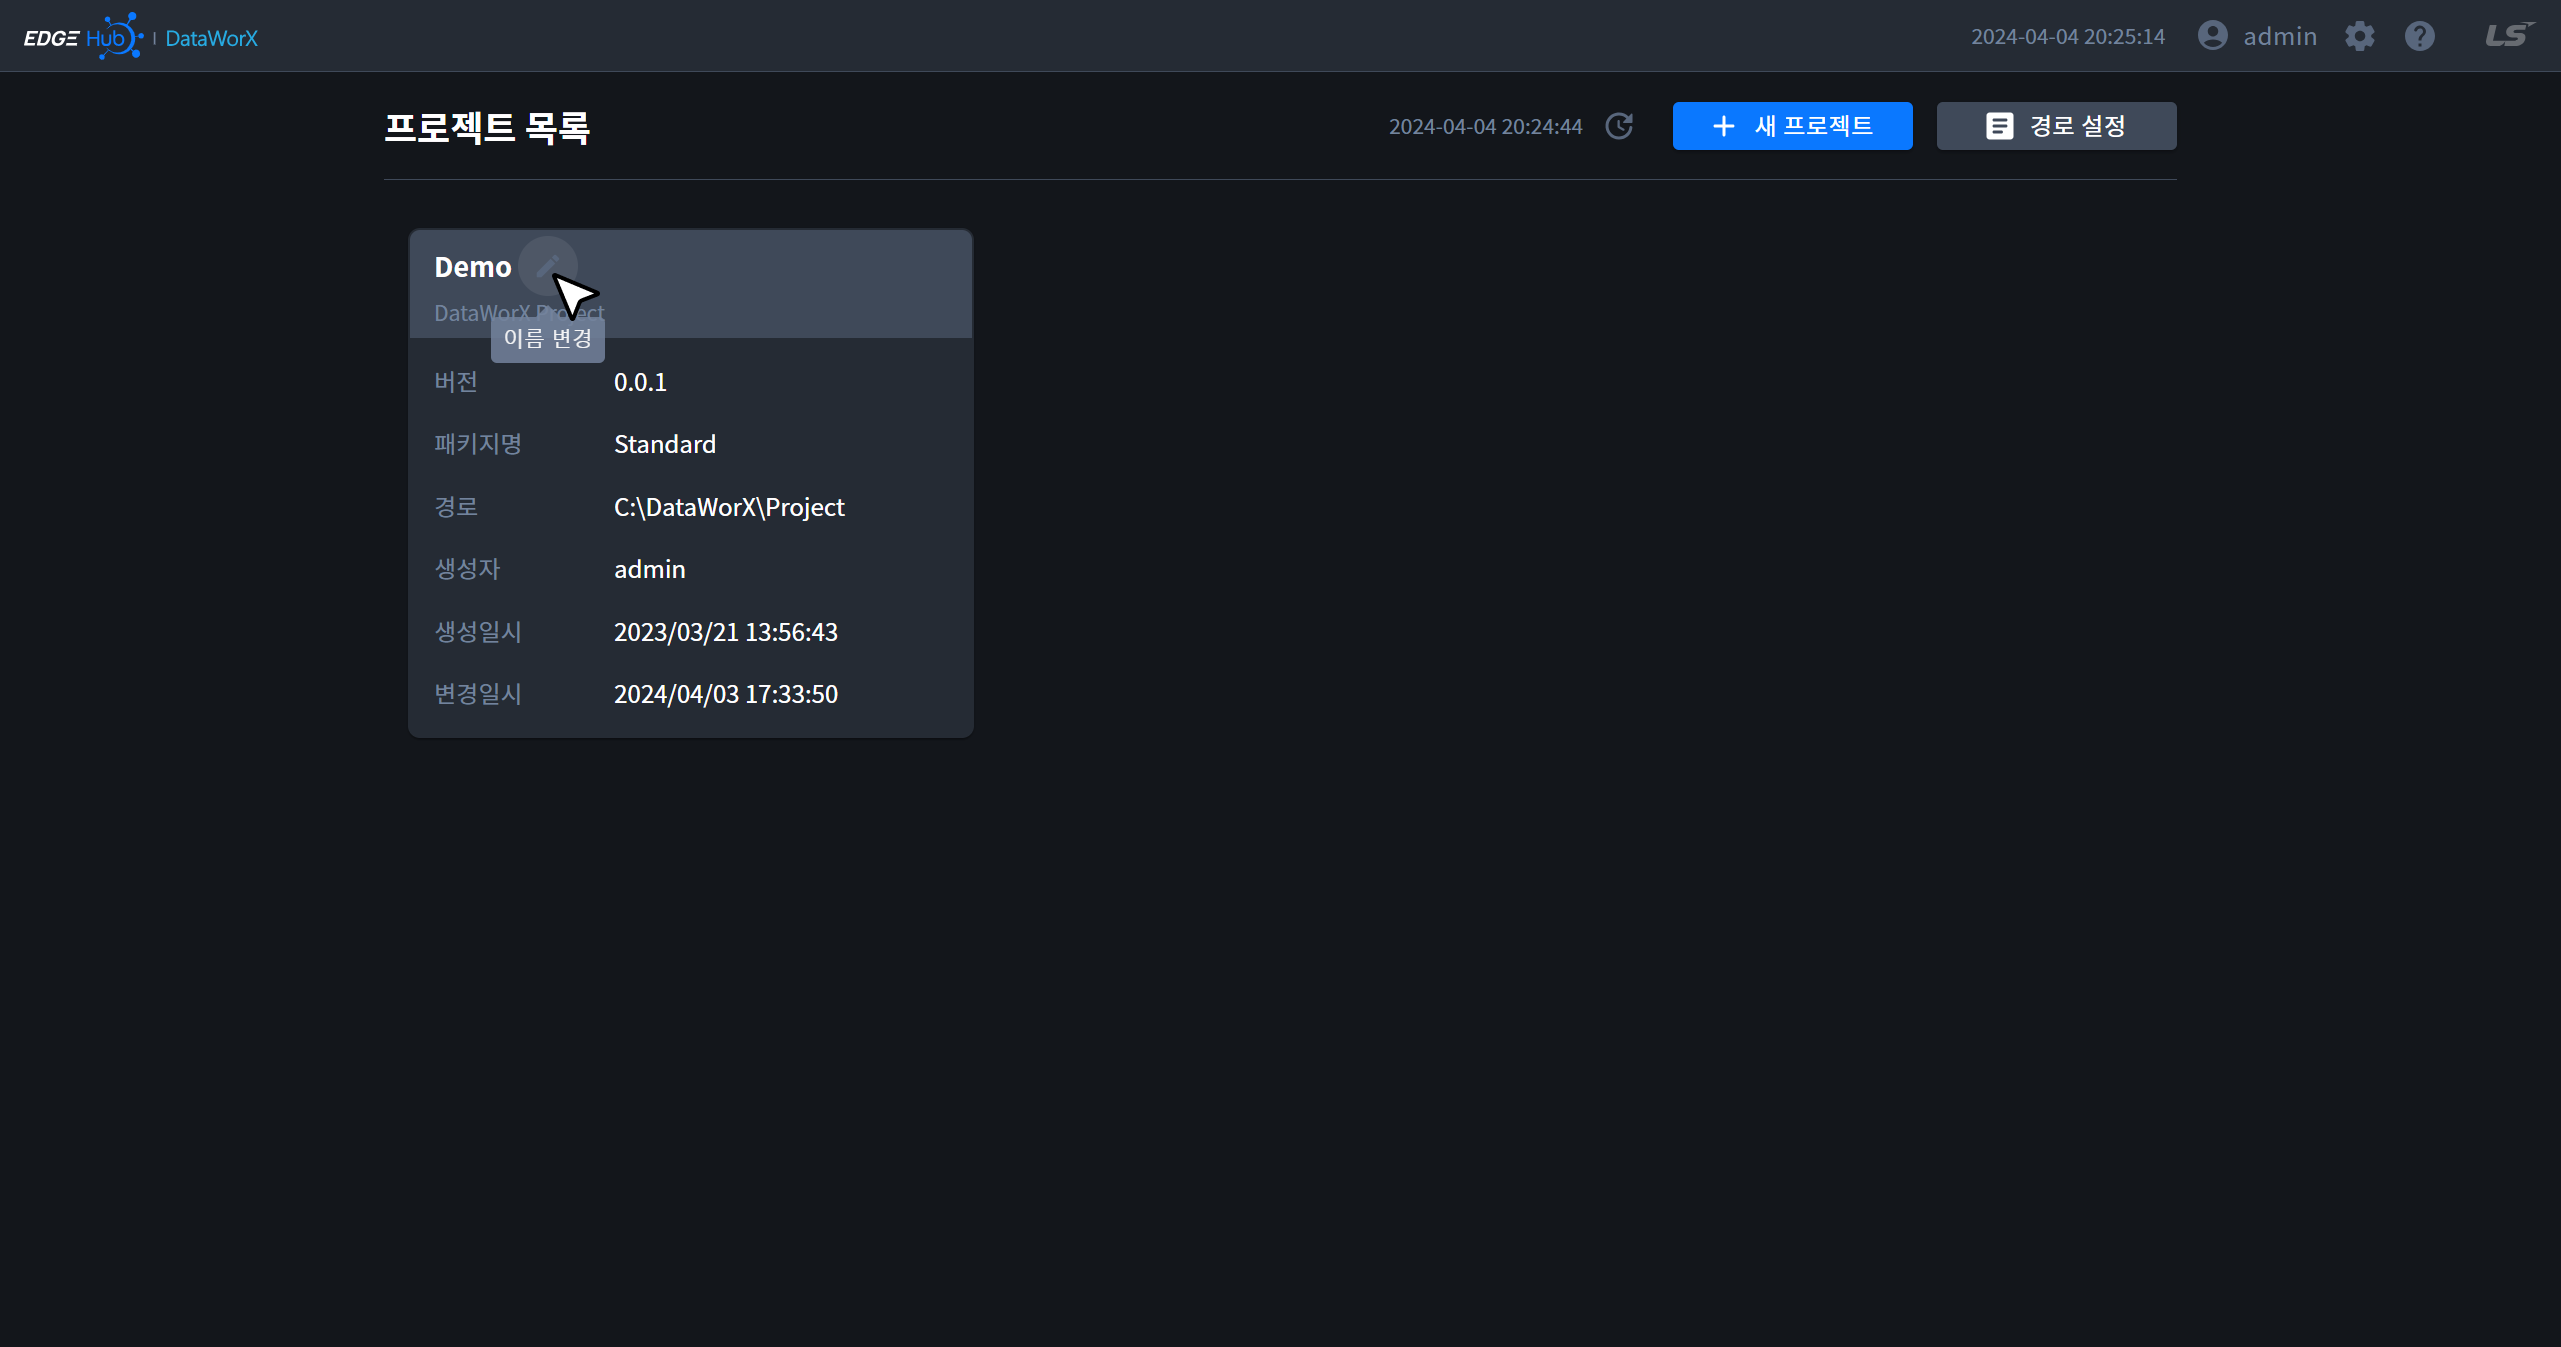 EDGE Hub | DataWorX
2024-04-04 20:25:14 admin LS
프로젝트 목록
2024-04-04 20:24:44 새 프로젝트 경로 설정
Demo
DataWorX Project
이름 변경
버전 0.0.1
패키지명 Standard
경로 C:\DataWorX\Project
생성자 admin
생성일시 2023/03/21 13:56:43
변경일시 2024/04/03 17:33:50